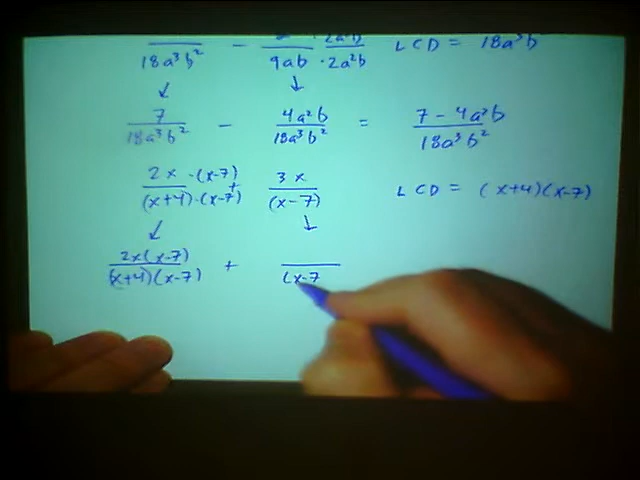 18a³b² − 9ab · 2a²b LCD = 18a³b
7/18a³b² − 4a²b/18a³b² = 7 − 4a²b/18a³b²
2x · (x-7)/(x+4) · (x-7) + 3x/(x-7) LCD = (x+4)(x-7)
2x(x-7)/(x+4)(x-7) + /(x-7